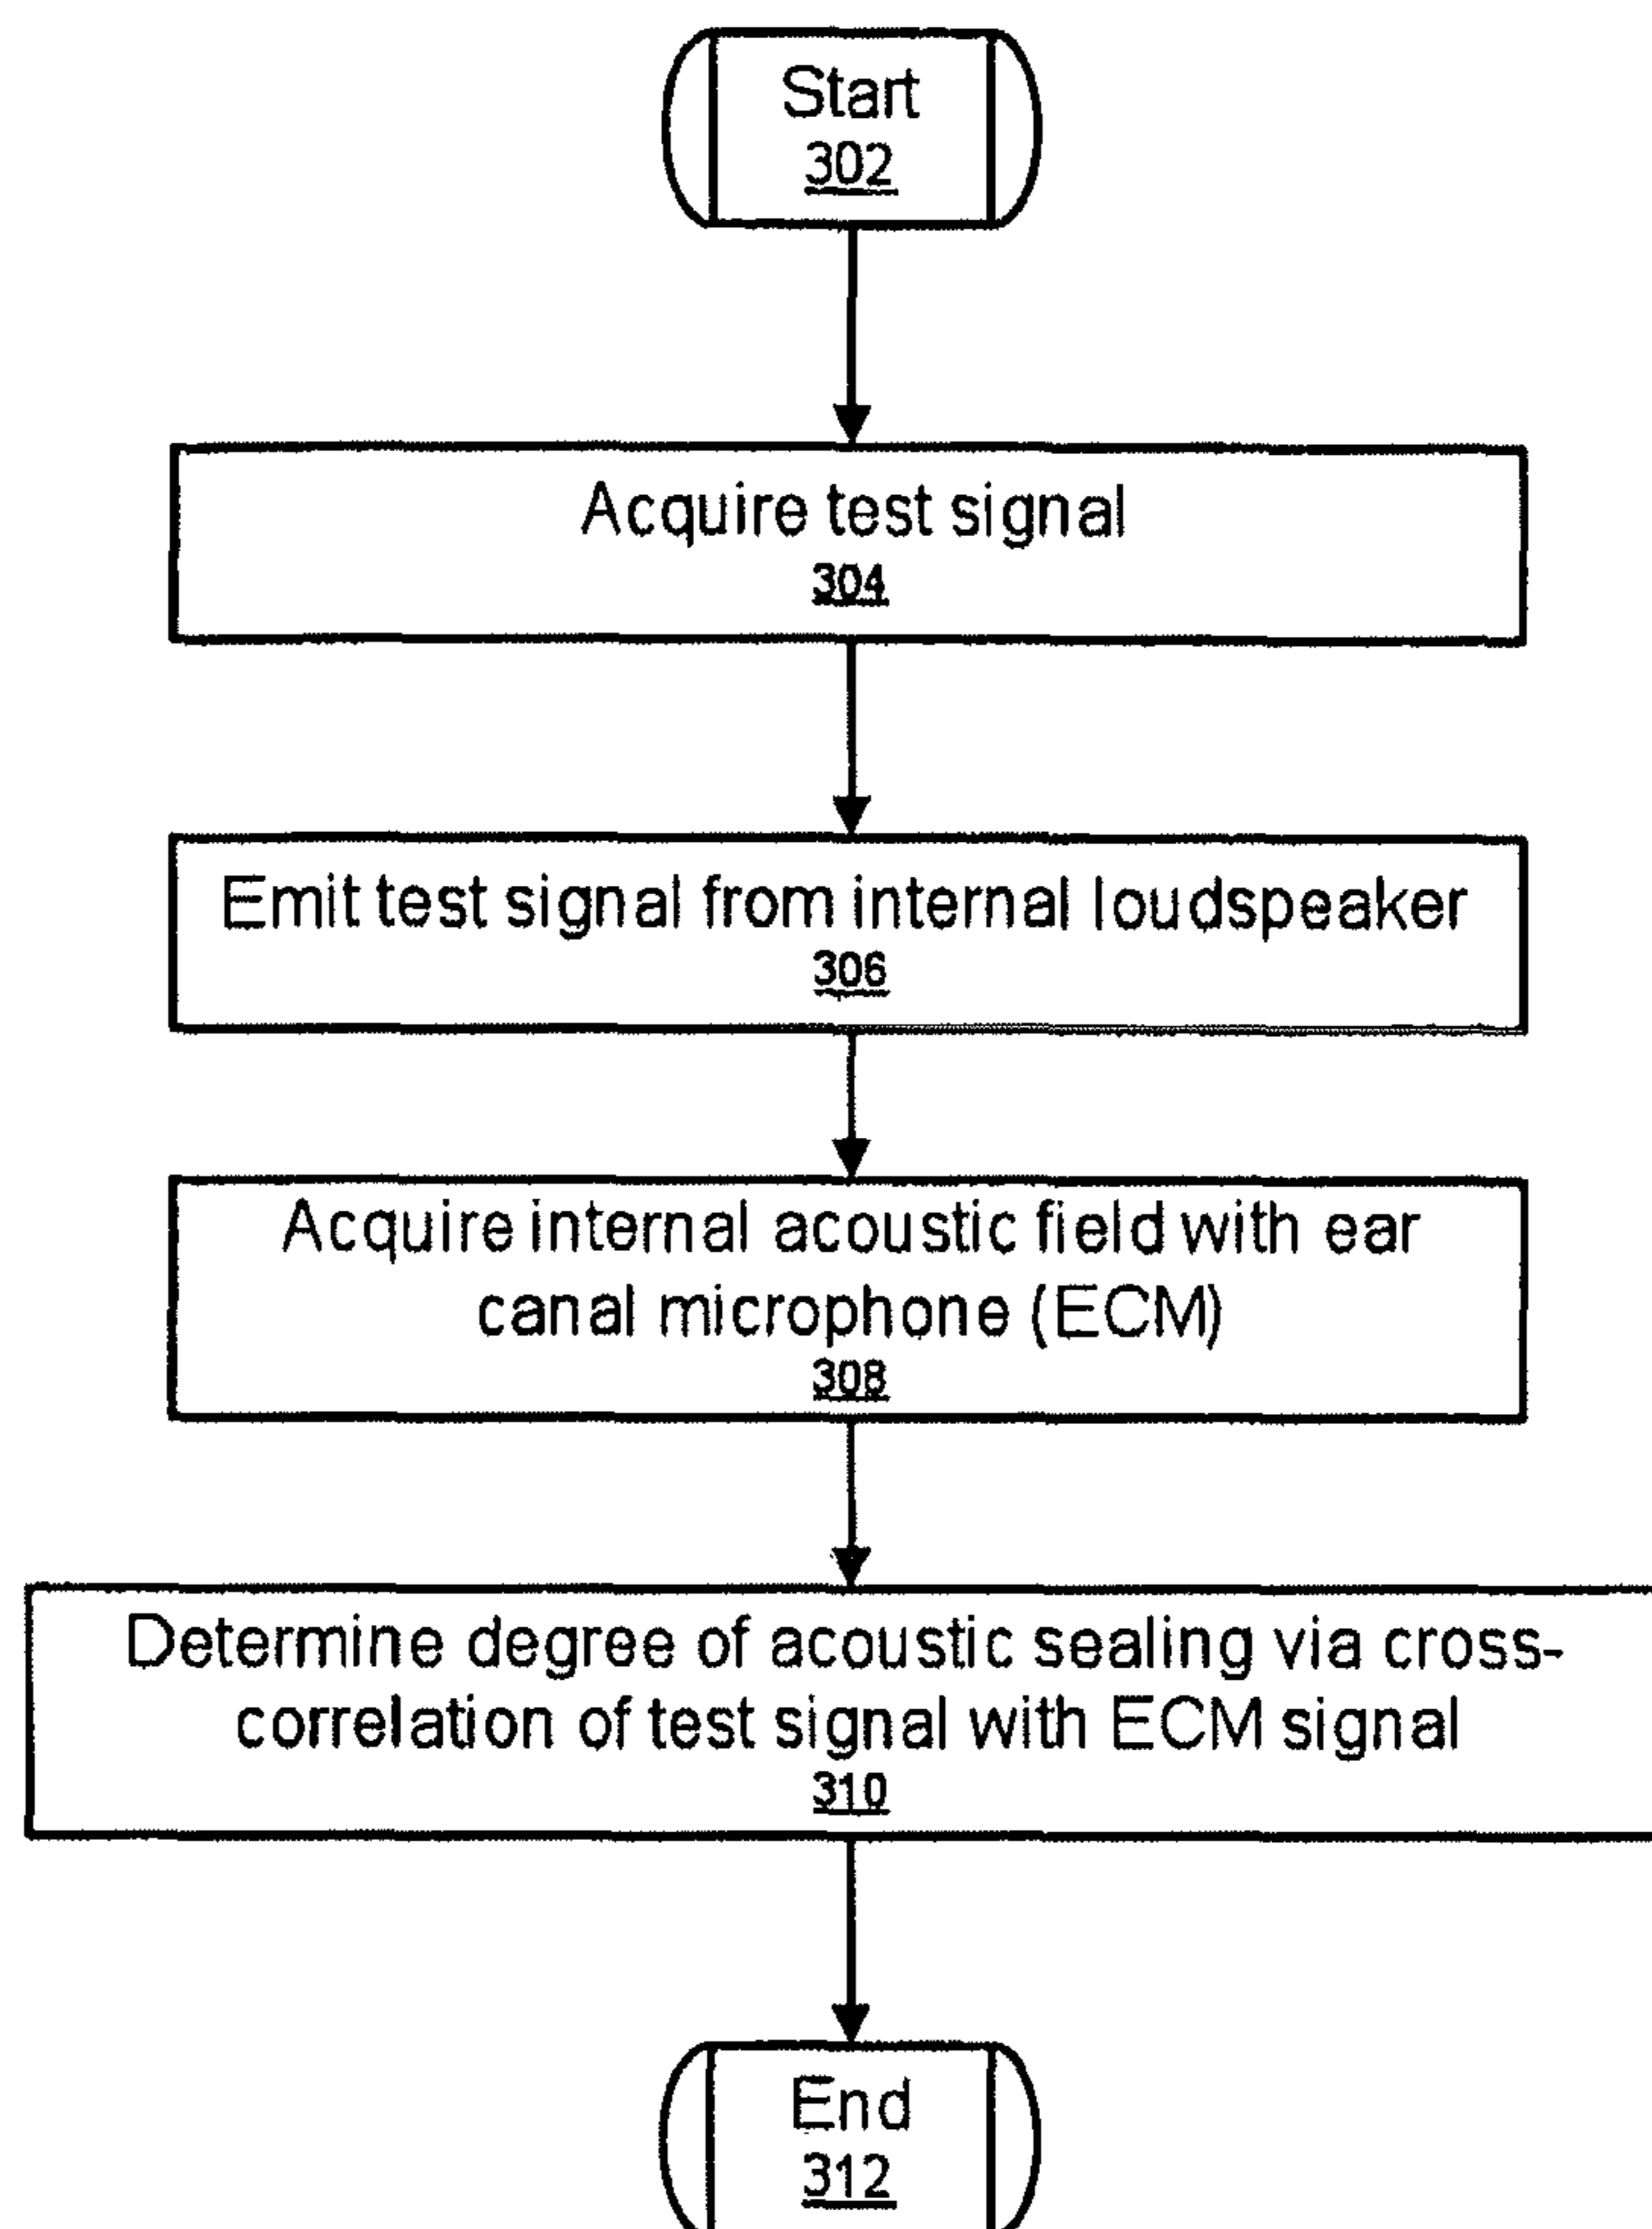 Start
302
Acquire test signal
304
Emit test signal from internal loudspeaker
306
Acquire internal acoustic field with ear
canal microphone (ECM)
308
Determine degree of acoustic sealing via cross-
correlation of test signal with ECM signal
310
End
312